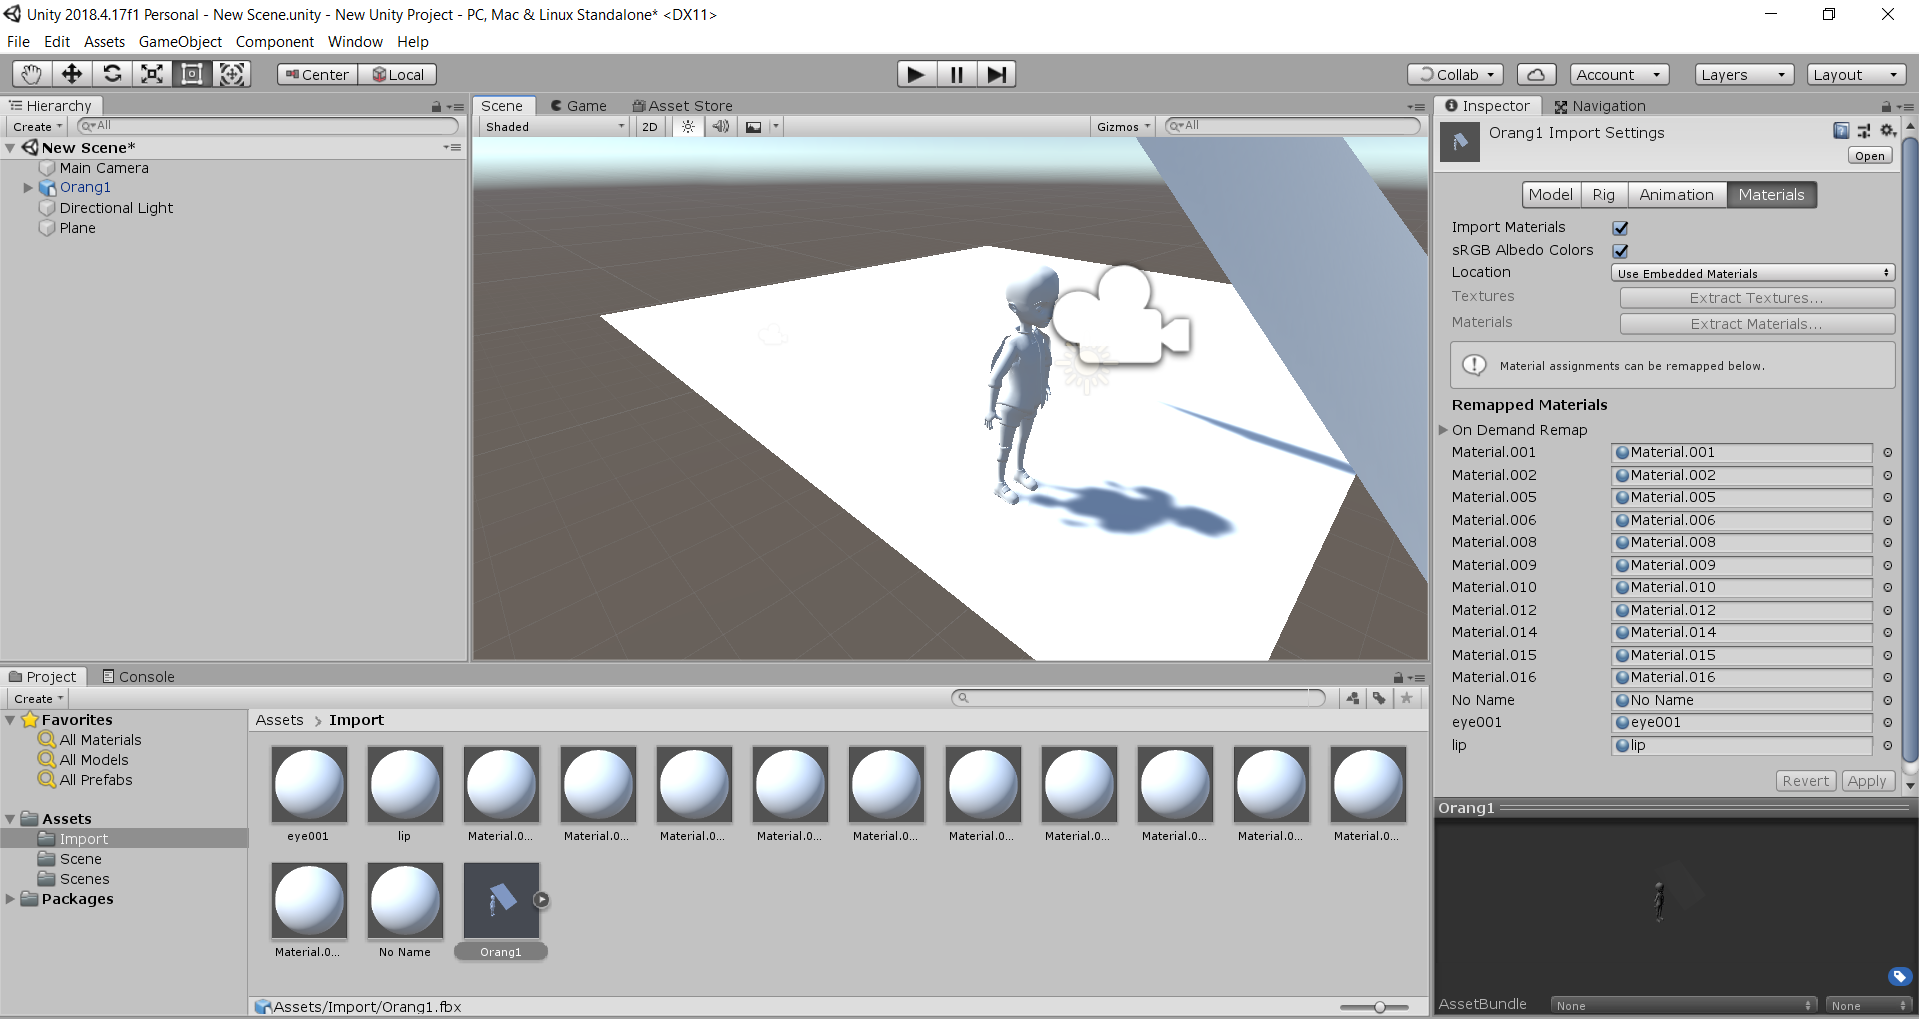 Unity 2018.4.17f1 Personal - New Scene.unity - New Unity Project - PC, Mac & Linux Standalone* <DX11>
File Edit Assets GameObject Component Window Help
Center Local Collab Account Layers Layout
Hierarchy
Create All
New Scene*
Main Camera
Orang1
Directional Light
Plane
Scene Game Asset Store
Shaded 2D Gizmos All
Inspector Navigation
Orang1 Import Settings
Open
Model Rig Animation Materials
Import Materials
sRGB Albedo Colors
Location Use Embedded Materials
Textures Extract Textures...
Materials Extract Materials...
Material assignments can be remapped below.
Remapped Materials
On Demand Remap
Material.001 Material.001
Material.002 Material.002
Material.005 Material.005
Material.006 Material.006
Material.008 Material.008
Material.009 Material.009
Material.010 Material.010
Material.012 Material.012
Material.014 Material.014
Material.015 Material.015
Material.016 Material.016
No Name No Name
eye001 eye001
lip lip
Revert Apply
Orang1
AssetBundle None None
Project Console
Create
Favorites
All Materials
All Models
All Prefabs
Assets
Import
Scene
Scenes
Packages
Assets > Import
eye001 lip Material.0... Material.0... Material.0... Material.0... Material.0... Material.0... Material.0... Material.0... Material.0... Material.0...
Material.0... No Name Orang1
Assets/Import/Orang1.fbx